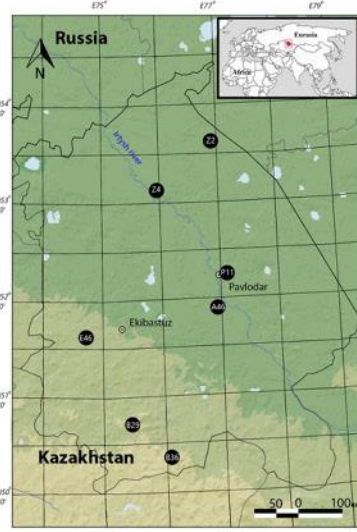 E75° E77° E79°
Russia
Eurasia
Africa
N
Irtysh river
Z2
Z4
P11
Pavlodar
A46
Ekibastuz
E46
B29
Kazakhstan
B36
50 0 100